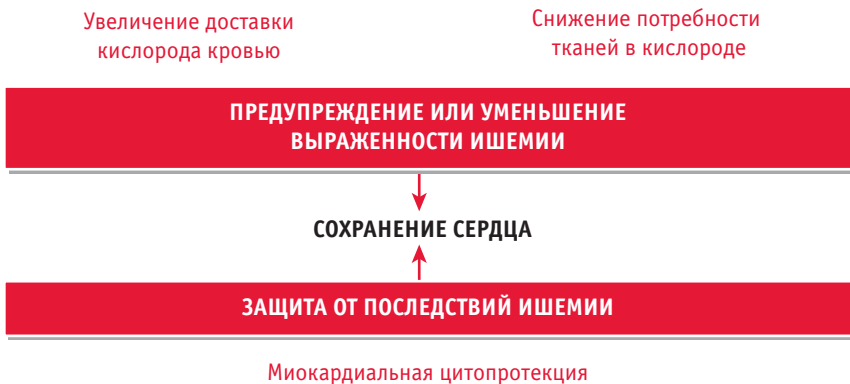 Увеличение доставки
кислорода кровью
Снижение потребности
тканей в кислороде
ПРЕДУПРЕЖДЕНИЕ ИЛИ УМЕНЬШЕНИЕ
ВЫРАЖЕННОСТИ ИШЕМИИ
СОХРАНЕНИЕ СЕРДЦА
ЗАЩИТА ОТ ПОСЛЕДСТВИЙ ИШЕМИИ
Миокардиальная цитопротекция